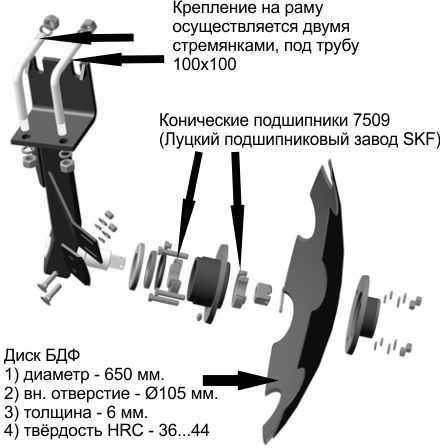 Крепление на раму
осуществляется двумя
стремянками, под трубу
100х100
Конические подшипники 7509
(Луцкий подшипниковый завод SKF)
Диск БДФ
1) диаметр - 650 мм.
2) вн. отверстие - Ø105 мм.
3) толщина - 6 мм.
4) твёрдость HRC - 36...44